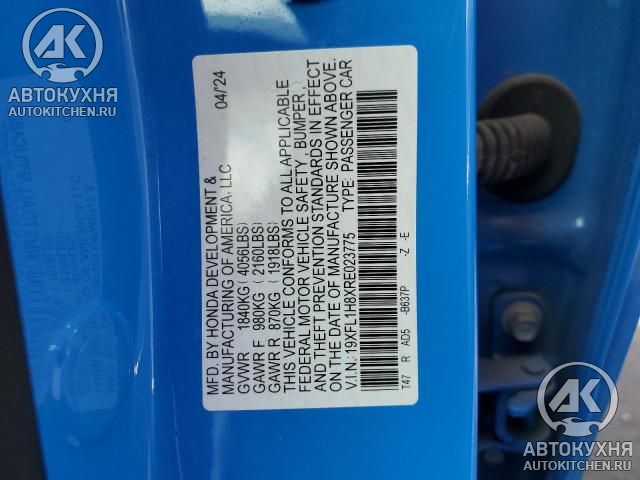 MFD. BY HONDA DEVELOPMENT & 04/'24
MANUFACTURING OF AMERICA, LLC
GVWR 1840KG(4056LBS)
GAWR F 980KG (2160LBS)
GAWR R 870KG (1918LBS)
THIS VEHICLE CONFORMS TO ALL APPLICABLE
FEDERAL MOTOR VEHICLE SAFETY, BUMPER,
AND THEFT PREVENTION STANDARDS IN EFFECT
ON THE DATE OF MANUFACTURE SHOWN ABOVE.
V.I.N.:19XFL1H8XRE023775 TYPE: PASSENGER CAR
T47 R AD5 -B637P -Z -E
АК
АВТОКУХНЯ
AUTOKITCHEN.RU
АК
АВТОКУХНЯ
AUTOKITCHEN.RU